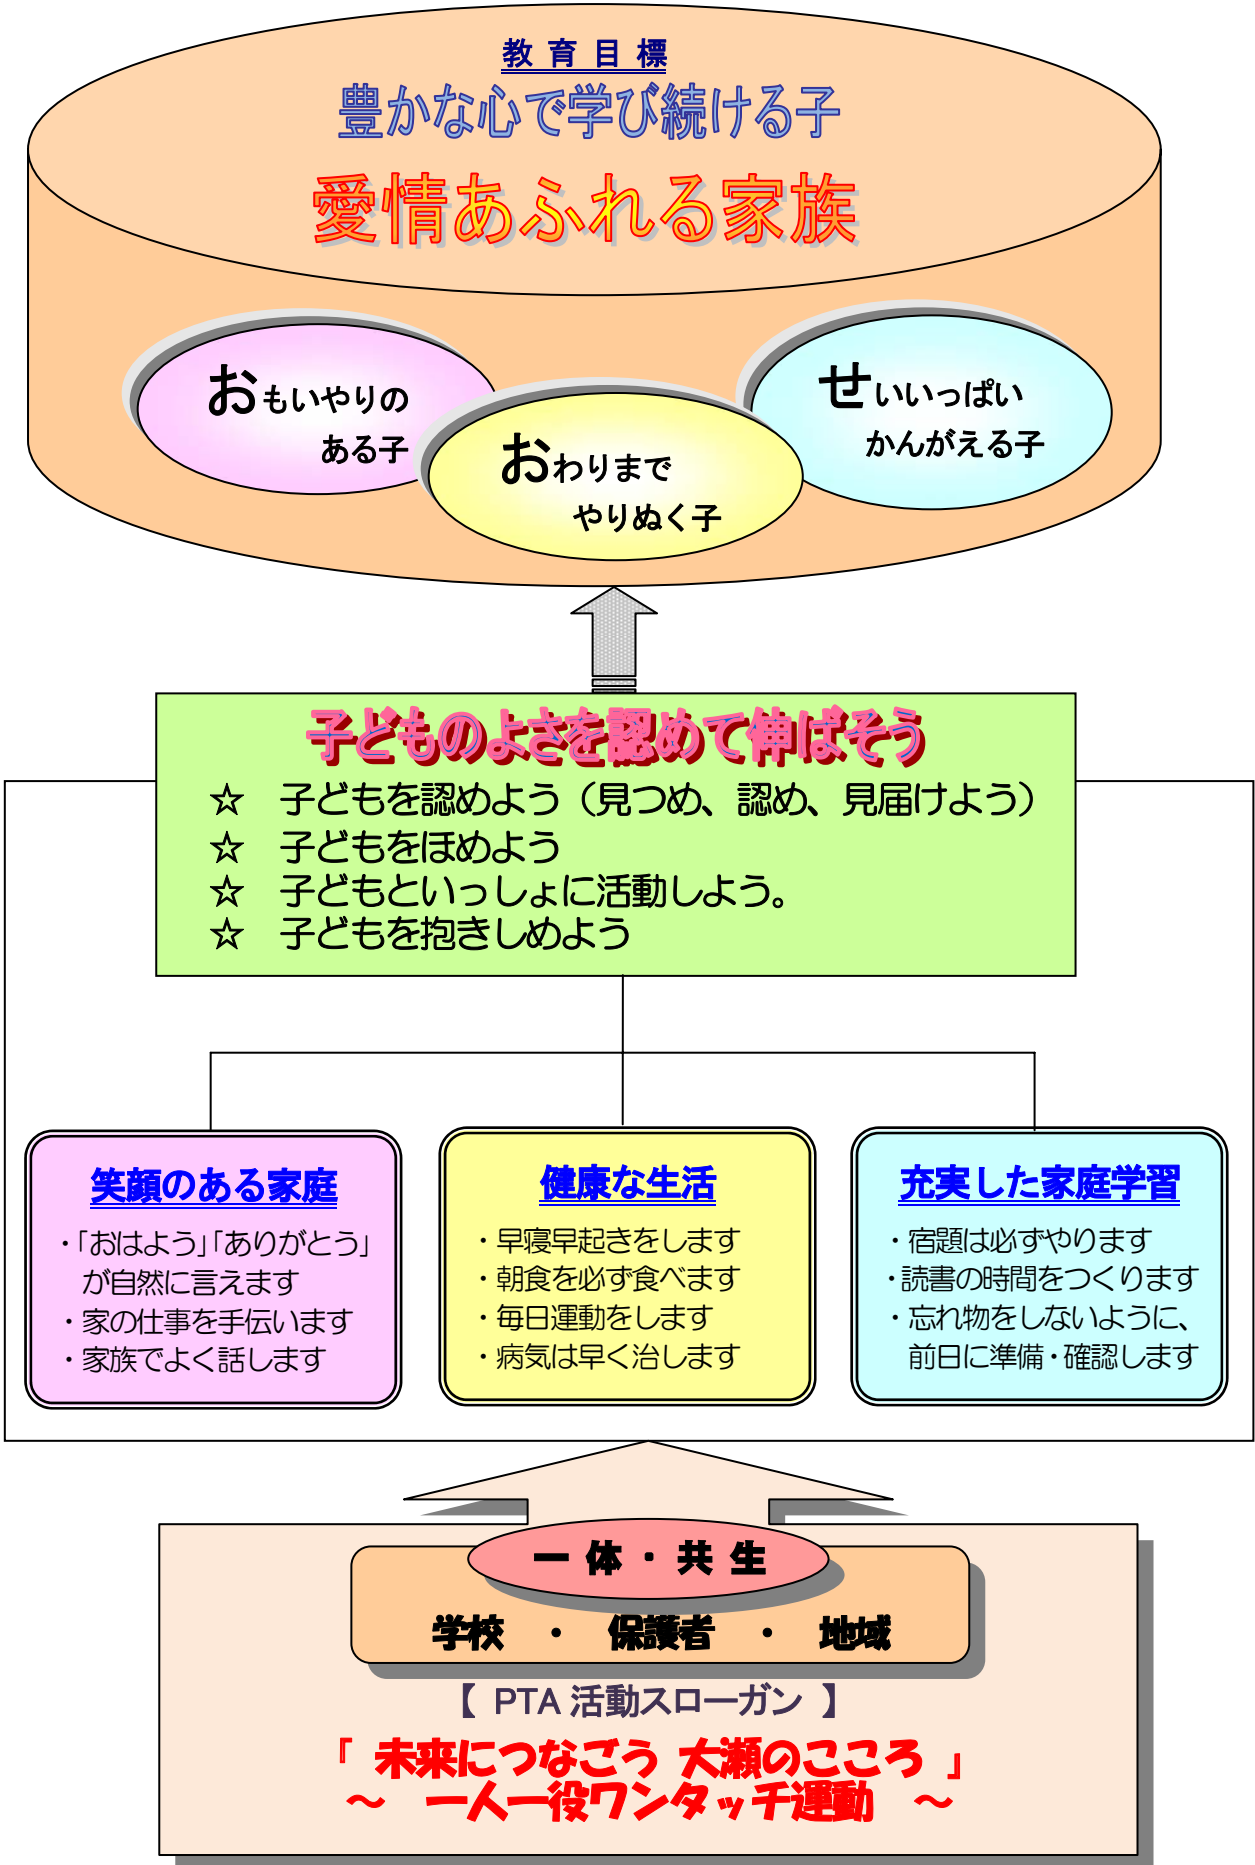 教 育 目 標
豊かな心で学び続ける子
愛情あふれる家族
おもいやりの
ある子
おわりまで
やりぬく子
せいいっぱい
かんがえる子
子どものよさを認めて伸ばそう
☆　子どもを認めよう（見つめ、認め、見届けよう）
☆　子どもをほめよう
☆　子どもといっしょに活動しよう。
☆　子どもを抱きしめよう
笑顔のある家庭
・「おはよう」「ありがとう」
が自然に言えます
・家の仕事を手伝います
・家族でよく話します
健康な生活
・早寝早起きをします
・朝食を必ず食べます
・毎日運動をします
・病気は早く治します
充実した家庭学習
・宿題は必ずやります
・読書の時間をつくります
・忘れ物をしないように、
前日に準備・確認します
一 体 ・ 共 生
学校　・　保護者　・　地域
【 PTA 活動スローガン 】
「 未来につなごう 大瀬のこころ 」
～　一人一役ワンタッチ運動　～